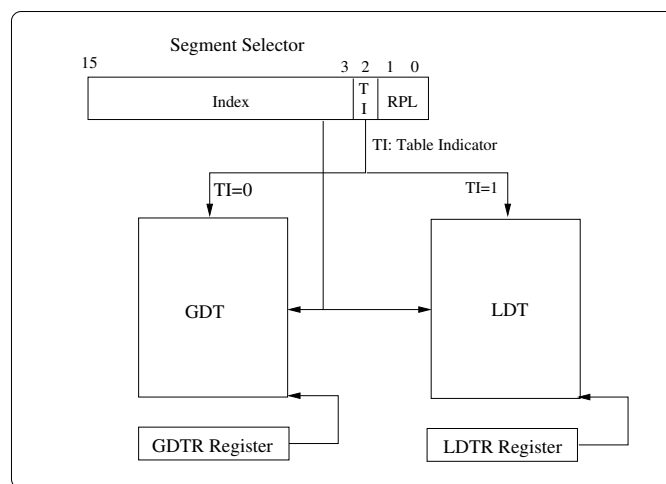 Segment Selector
15 3 2 1 0
Index
T
I
RPL
TI: Table Indicator
TI=0
TI=1
GDT
LDT
GDTR Register
LDTR Register